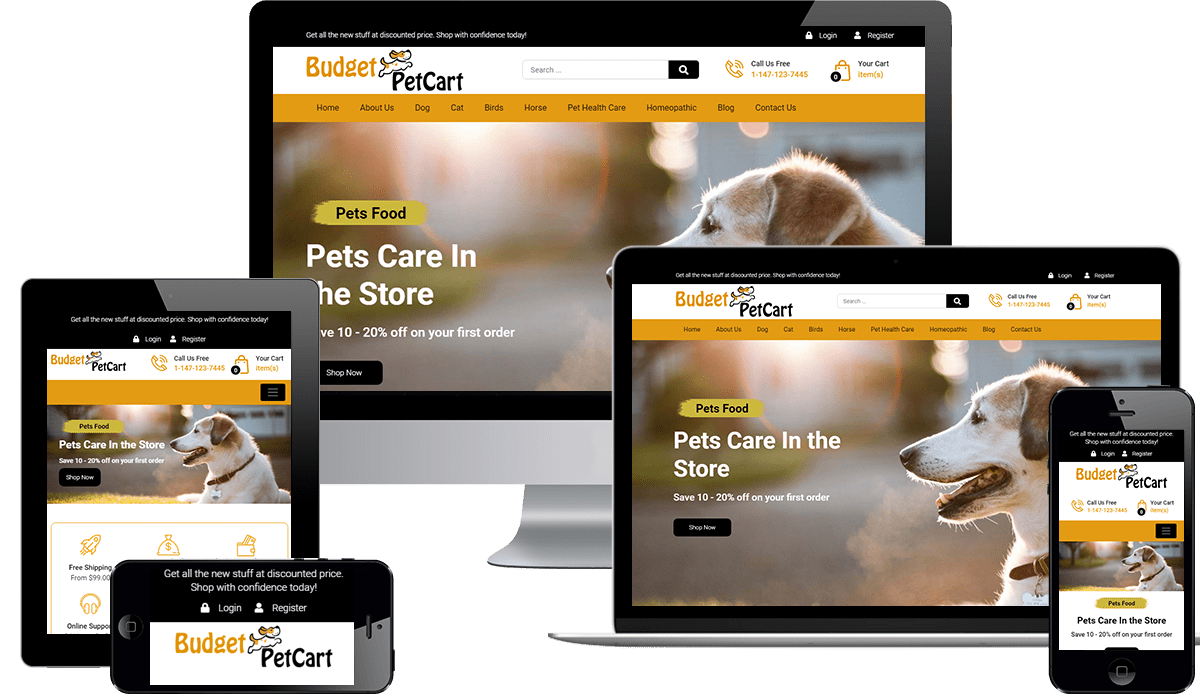 Get all the new stuff at discounted price. Shop with confidence today!
Login
Register
Budget PetCart
Search ...
Call Us Free
1-147-123-7445
0
Your Cart
item(s)
Home About Us Dog Cat Birds Horse Pet Health Care Homeopathic Blog Contact Us
Pets Food
Pets Care In
the Store
ve 10 - 20% off on your first order
Shop Now
Get all the new stuff at discounted price. Shop with confidence today!
Login
Register
Budget PetCart
Search ...
Call Us Free
1-147-123-7445
0
Your Cart
item(s)
Home About Us Dog Cat Birds Horse Pet Health Care Homeopathic Blog Contact Us
Pets Food
Pets Care In the
Store
Save 10 - 20% off on your first order
Shop Now
Get all the new stuff at discounted price. Shop with confidence today!
Login
Register
Budget PetCart
Call Us Free
1-147-123-7445
0
Your Cart
item(s)
Pets Food
Pets Care In the Store
Save 10 - 20% off on your first order
Shop Now
Free Shipping
From $99.00
Online Suppo
Get all the new stuff at discounted price.
Shop with confidence today!
Login
Register
Budget PetCart
Get all the new stuff at discounted price.
Shop with confidence today!
Login
Register
Budget PetCart
Call Us Free
1-147-123-7445
0
Your Cart
item(s)
Pets Food
Pets Care In the Store
Save 10 - 20% off on your first order